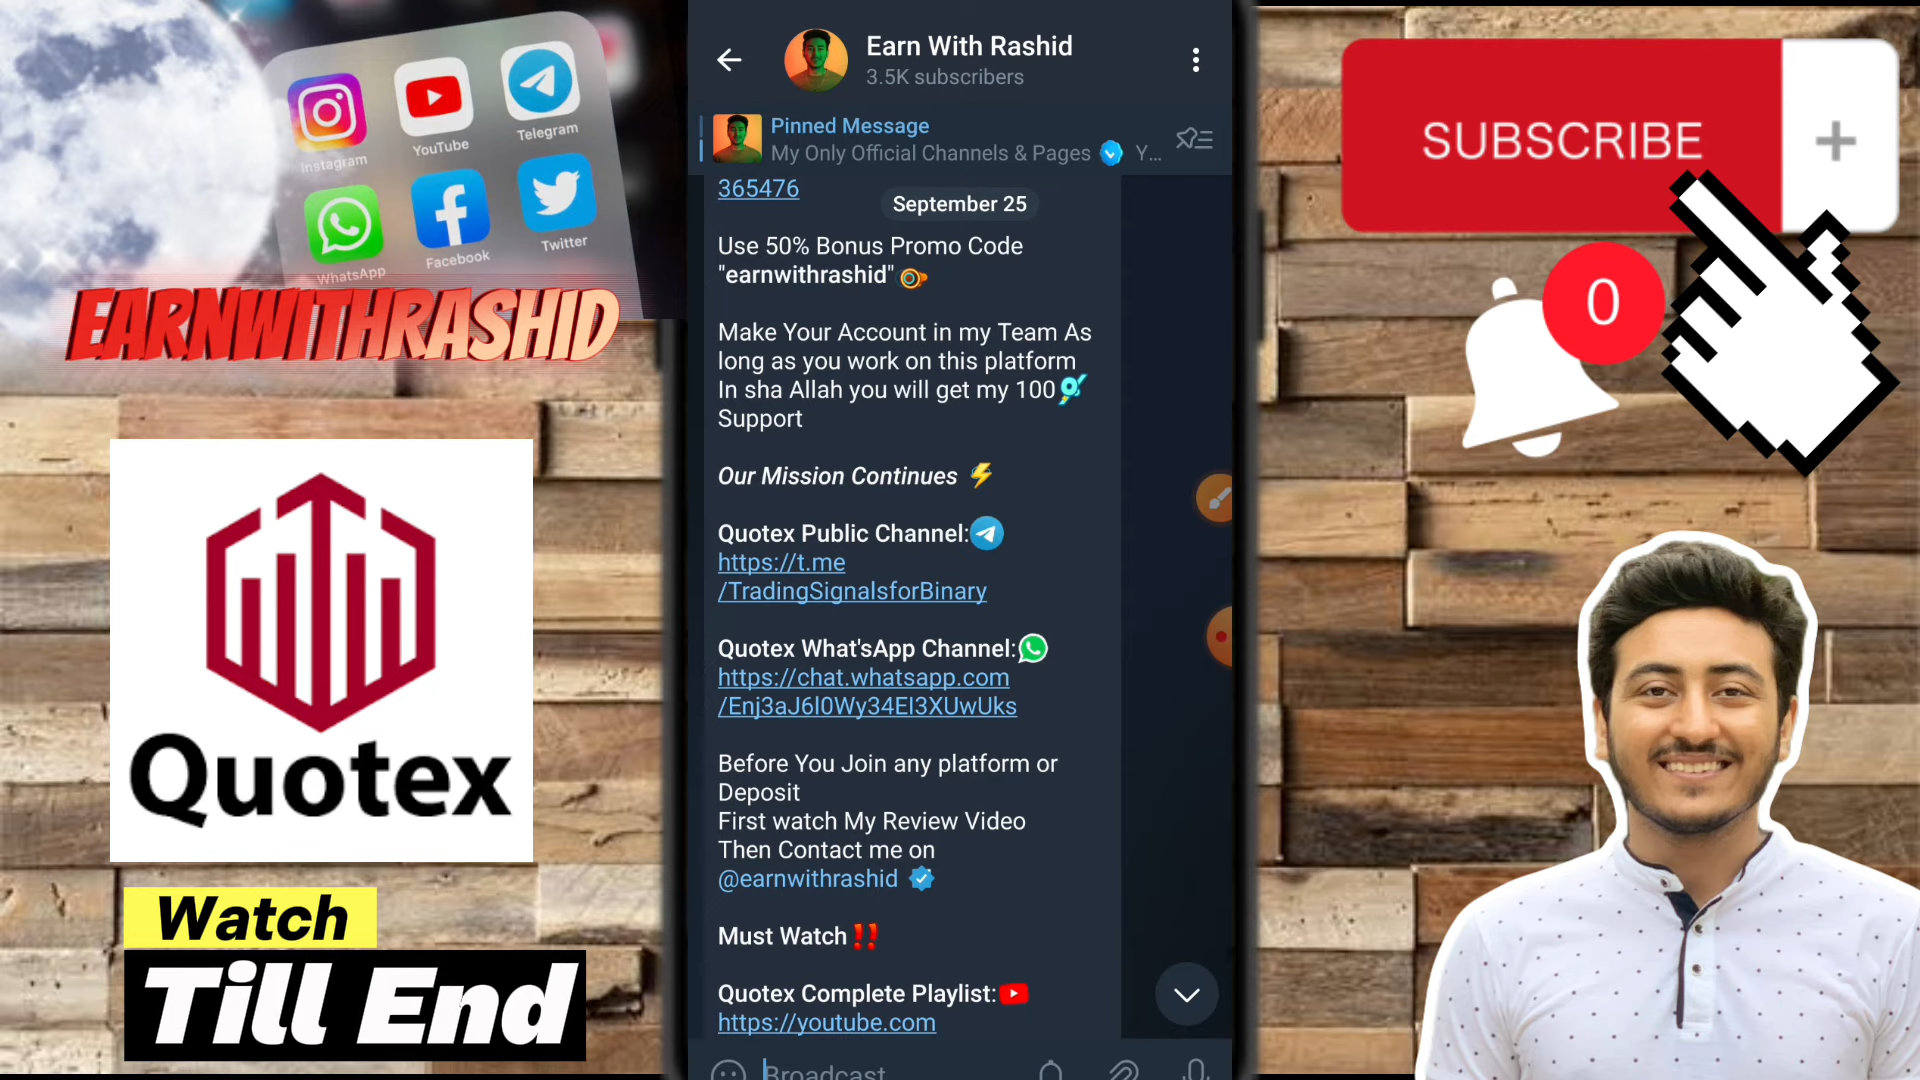 Instagram
YouTube
Telegram
WhatsApp
Facebook
Twitter
EARNWITHRASHID
Quotex
Watch
Till End
Earn With Rashid
3.5K subscribers
Pinned Message
My Only Official Channels & Pages Y...
365476
September 25
Use 50% Bonus Promo Code
"earnwithrashid"
Make Your Account in my Team As
long as you work on this platform
In sha Allah you will get my 100
Support
Our Mission Continues
Quotex Public Channel:
https://t.me
/TradingSignalsforBinary
Quotex What'sApp Channel:
https://chat.whatsapp.com
/Enj3aJ6l0Wy34EI3XUwUks
Before You Join any platform or
Deposit
First watch My Review Video
Then Contact me on
@earnwithrashid
Must Watch
Quotex Complete Playlist:
https://youtube.com
Broadcast
SUBSCRIBE
0